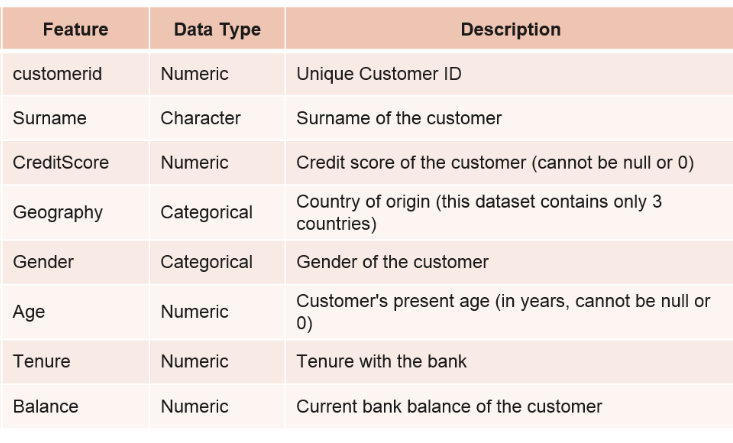 Feature Data Type Description
customerid Numeric Unique Customer ID
Surname Character Surname of the customer
CreditScore Numeric Credit score of the customer (cannot be null or 0)
Geography Categorical Country of origin (this dataset contains only 3
countries)
Gender Categorical Gender of the customer
Age Numeric Customer's present age (in years, cannot be null or
0)
Tenure Numeric Tenure with the bank
Balance Numeric Current bank balance of the customer